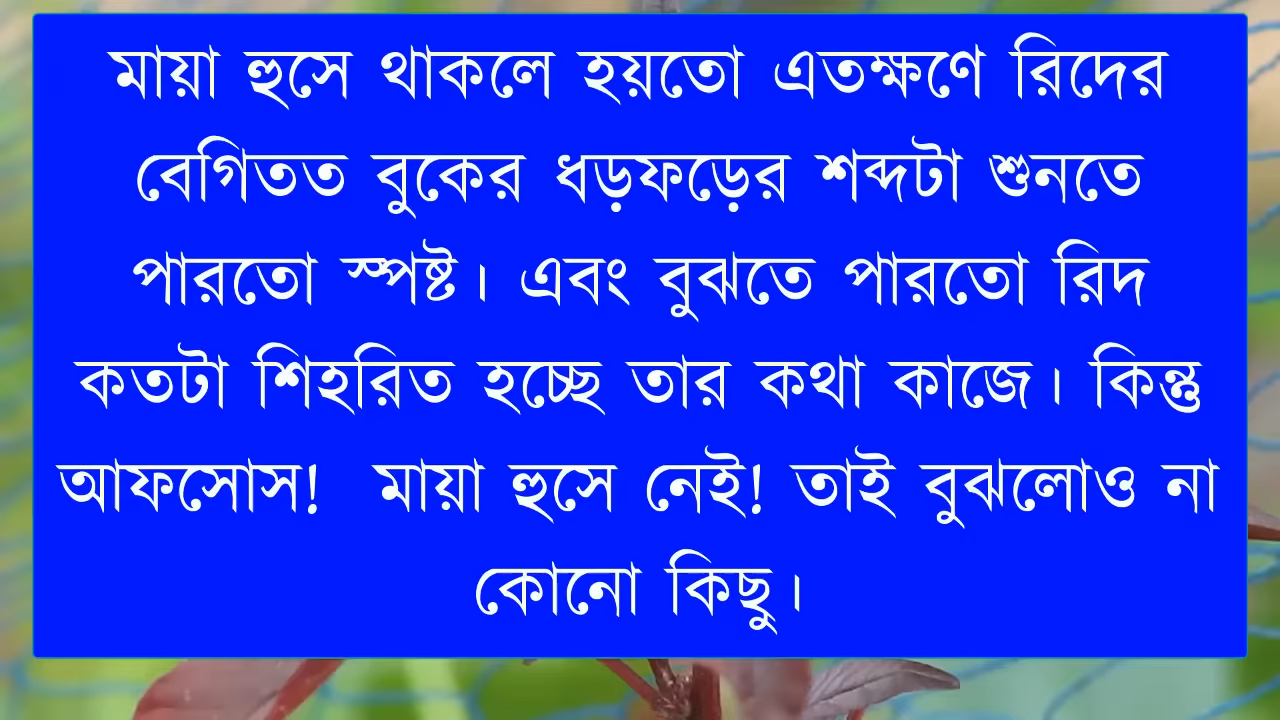 মায়া হুসে থাকলে হয়তো এতক্ষণে রিদের
বেগিতত বুকের ধড়ফড়ের শব্দটা শুনতে
পারতো স্পষ্ট। এবং বুঝতে পারতো রিদ
কতটা শিহরিত হচ্ছে তার কথা কাজে। কিন্তু
আফসোস!  মায়া হুসে নেই! তাই বুঝলোও না
কোনো কিছু।